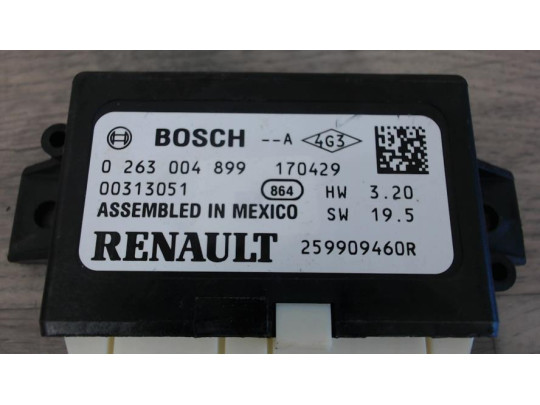 BOSCH --A 4G3
0 263 004 899 170429
00313051 864 HW 3.20
ASSEMBLED IN MEXICO SW 19.5
RENAULT 259909460R